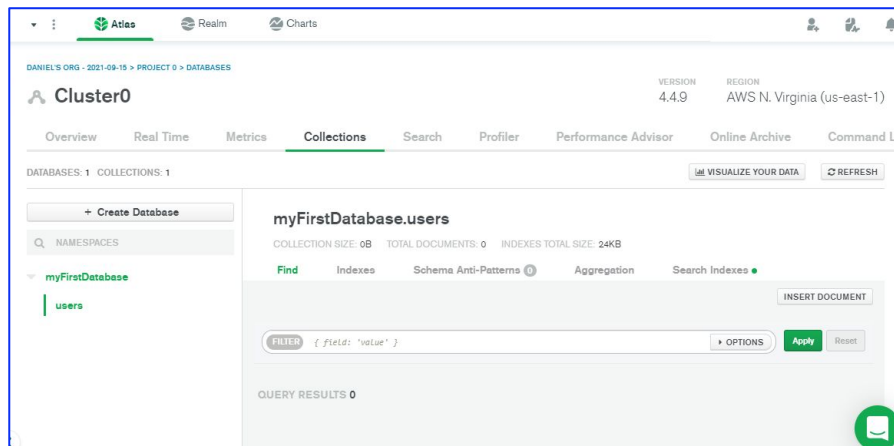 Atlas Realm Charts
DANIEL'S ORG - 2021-09-15 > PROJECT 0 > DATABASES
Cluster0
VERSION REGION
4.4.9 AWS N. Virginia (us-east-1)
Overview Real Time Metrics Collections Search Profiler Performance Advisor Online Archive Command L
DATABASES: 1 COLLECTIONS: 1 VISUALIZE YOUR DATA REFRESH
+ Create Database
NAMESPACES
myFirstDatabase
users
myFirstDatabase.users
COLLECTION SIZE: 0B TOTAL DOCUMENTS: 0 INDEXES TOTAL SIZE: 24KB
Find Indexes Schema Anti-Patterns 0 Aggregation Search Indexes
INSERT DOCUMENT
FILTER { field: 'value' } OPTIONS Apply Reset
QUERY RESULTS 0